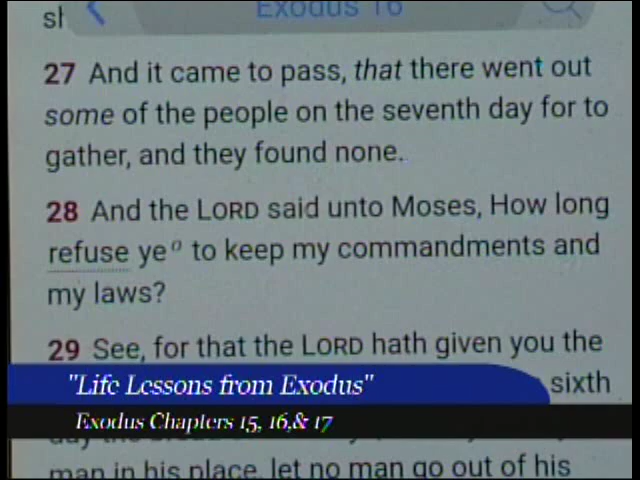 Exodus 16
27 And it came to pass, that there went out
some of the people on the seventh day for to
gather, and they found none.
28 And the LORD said unto Moses, How long
refuse ye o to keep my commandments and
my laws?
29 See, for that the LORD hath given you the
sixth
"Life Lessons from Exodus"
Exodus Chapters 15, 16,& 17
man in his place, let no man go out of his